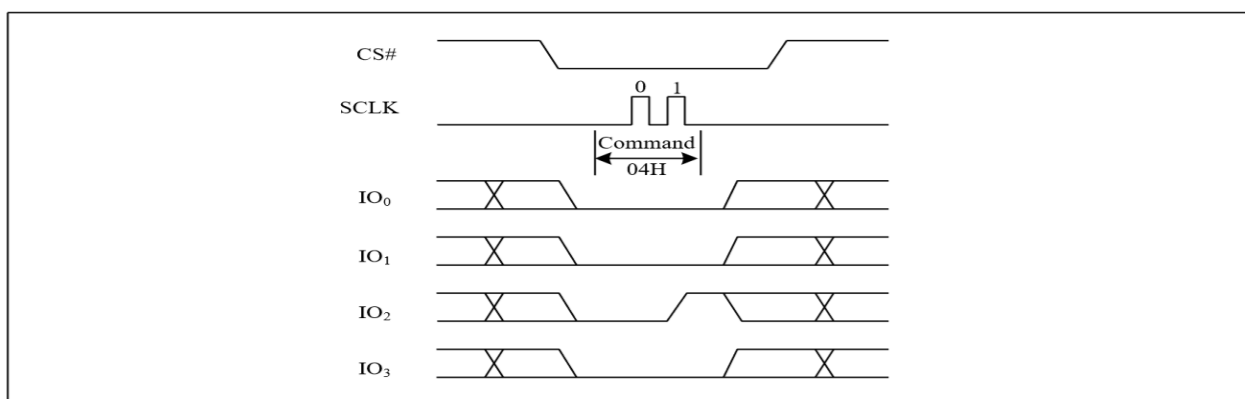 CS#
0 1
SCLK
Command
04H
IO₀
IO₁
IO₂
IO₃